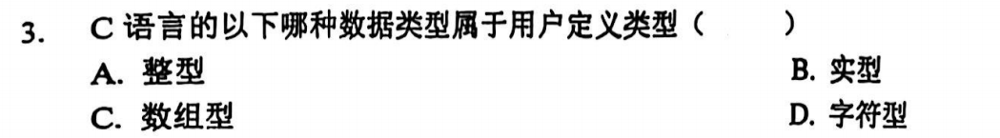 3. C 语言的以下哪种数据类型属于用户定义类型（ ）
A. 整型 B. 实型
C. 数组型 D. 字符型